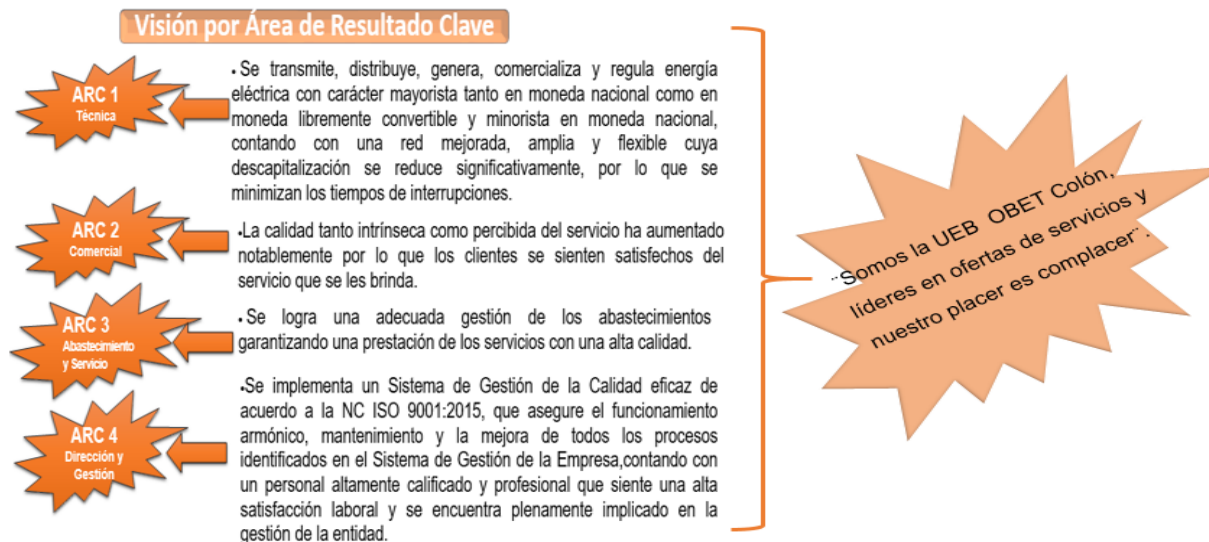 Visión por Área de Resultado Clave
ARC 1
Técnica
• Se transmite, distribuye, genera, comercializa y regula energía
eléctrica con carácter mayorista tanto en moneda nacional como en
moneda libremente convertible y minorista en moneda nacional,
contando con una red mejorada, amplia y flexible cuya
descapitalización se reduce significativamente, por lo que se
minimizan los tiempos de interrupciones.
ARC 2
Comercial
•La calidad tanto intrínseca como percibida del servicio ha aumentado
notablemente por lo que los clientes se sienten satisfechos del
servicio que se les brinda.
ARC 3
Abastecimiento
y Servicio
• Se logra una adecuada gestión de los abastecimientos
garantizando una prestación de los servicios con una alta calidad.
ARC 4
Dirección y
Gestión
•Se implementa un Sistema de Gestión de la Calidad eficaz de
acuerdo a la NC ISO 9001:2015, que asegure el funcionamiento
armónico, mantenimiento y la mejora de todos los procesos
identificados en el Sistema de Gestión de la Empresa,contando con
un personal altamente calificado y profesional que siente una alta
satisfacción laboral y se encuentra plenamente implicado en la
gestión de la entidad.
¨Somos la UEB OBET Colón,
líderes en ofertas de servicios y
nuestro placer es complacer¨.